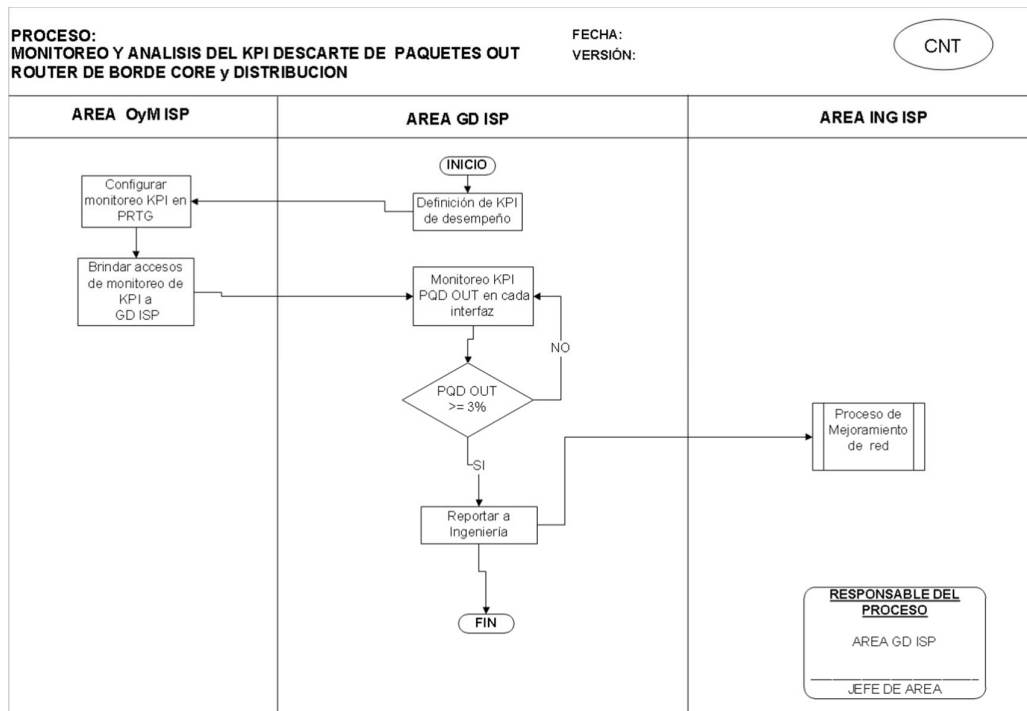 PROCESO:
MONITOREO Y ANALISIS DEL KPI DESCARTE DE PAQUETES OUT
ROUTER DE BORDE CORE y DISTRIBUCION
FECHA:
VERSIÓN:
CNT
AREA OyM ISP
AREA GD ISP
AREA ING ISP
INICIO
Definición de KPI
de desempeño
Configurar
monitoreo KPI en
PRTG
Brindar accesos
de monitoreo de
KPI a
GD ISP
Monitoreo KPI
PQD OUT en cada
interfaz
NO
PQD OUT
>= 3%
SI
Proceso de
Mejoramiento
de red
Reportar a
Ingeniería
FIN
RESPONSABLE DEL
PROCESO
AREA GD ISP
JEFE DE AREA